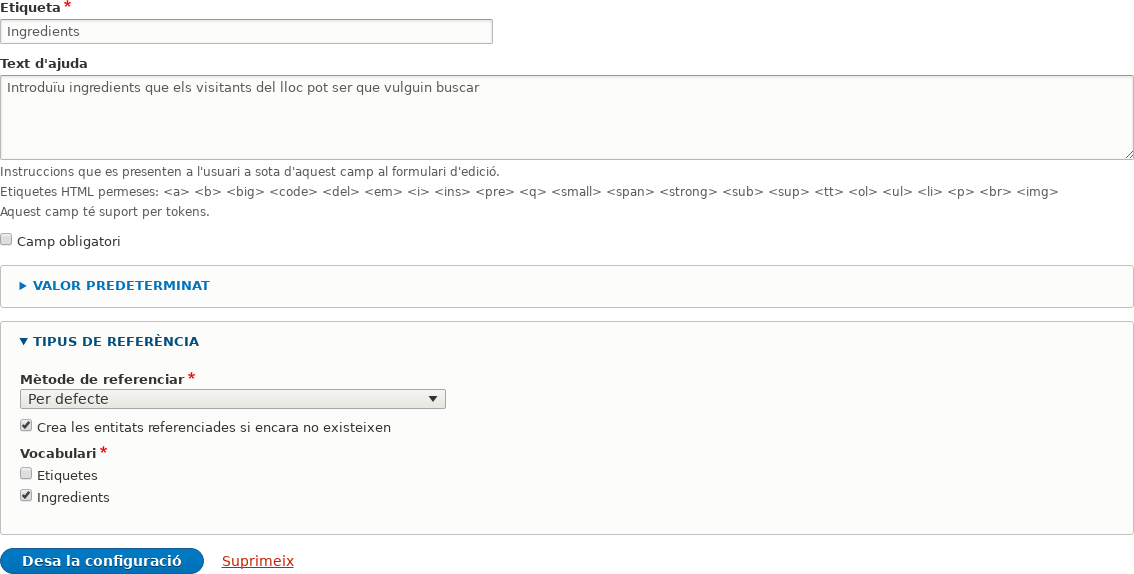 Etiqueta *
Ingredients
Text d'ajuda
Introduïu ingredients que els visitants del lloc pot ser que vulguin buscar
Instruccions que es presenten a l'usuari a sota d'aquest camp al formulari d'edició.
Etiquetes HTML permeses: <a> <b> <big> <code> <del> <em> <i> <ins> <pre> <q> <small> <span> <strong> <sub> <sup> <tt> <ol> <ul> <li> <p> <br> <img>
Aquest camp té suport per tokens.
Camp obligatori
VALOR PREDETERMINAT
TIPUS DE REFERÈNCIA
Mètode de referenciar *
Per defecte
Crea les entitats referenciades si encara no existeixen
Vocabulari *
Etiquetes
Ingredients
Desa la configuració Suprimeix